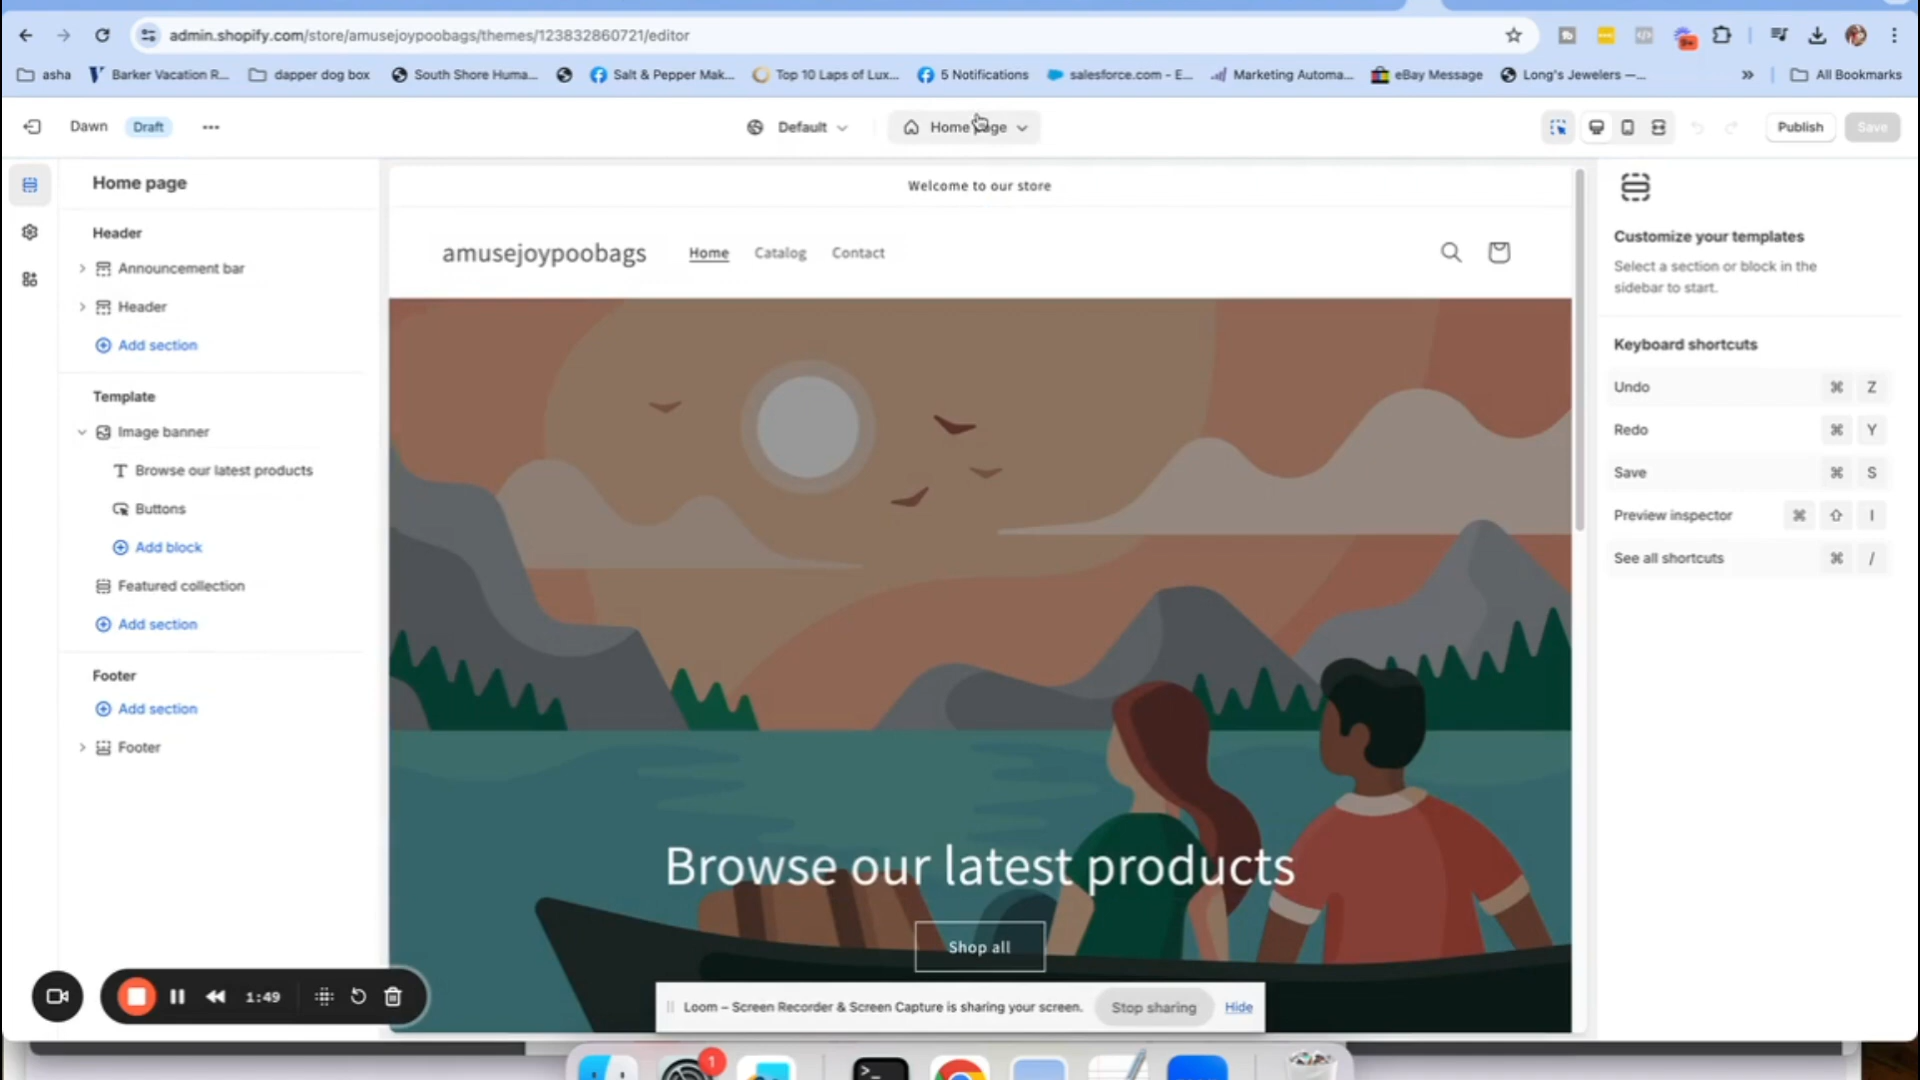 admin.shopify.com/store/amusejoypoobags/themes/123832860721/editor
9+
asha
Barker Vacation R...
dapper dog box
South Shore Huma...
Salt & Pepper Mak...
Top 10 Laps of Lux...
5 Notifications
salesforce.com - E...
Marketing Automa...
eBay Message
Long's Jewelers —...
»
All Bookmarks
Dawn
Draft
Default
Home page
Publish
Save
Home page
Header
Announcement bar
Header
Add section
Template
Image banner
Browse our latest products
Buttons
Add block
Featured collection
Add section
Footer
Add section
Footer
Welcome to our store
amusejoypoobags
Home
Catalog
Contact
Browse our latest products
Shop all
Customize your templates
Select a section or block in the
sidebar to start.
Keyboard shortcuts
Undo ⌘ Z
Redo ⌘ Y
Save ⌘ S
Preview inspector ⌘ ⇧ I
See all shortcuts ⌘ /
1:49
Loom – Screen Recorder & Screen Capture is sharing your screen.
Stop sharing
Hide
1